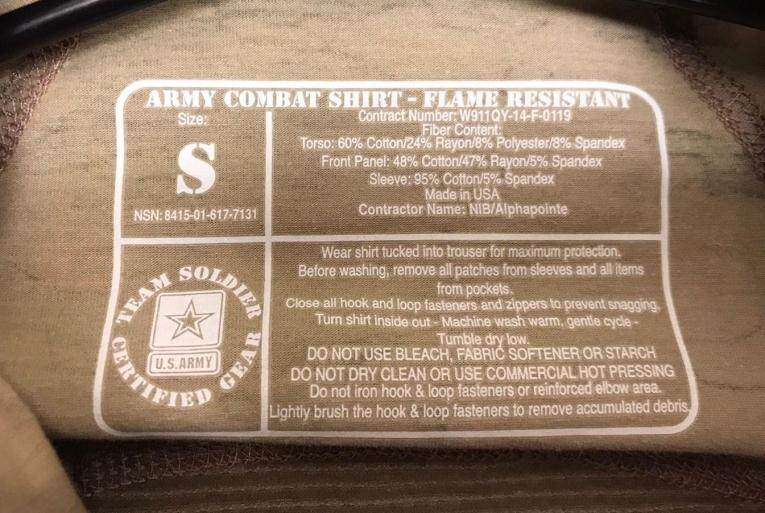 ARMY COMBAT SHIRT - FLAME RESISTANT
Size:
S
NSN: 8415-01-617-7131
Contract Number: W911QY-14-F-0119
Fiber Content:
Torso: 60% Cotton/24% Rayon/8% Polyester/8% Spandex
Front Panel: 48% Cotton/47% Rayon/5% Spandex
Sleeve: 95% Cotton/5% Spandex
Made in USA
Contractor Name: NIB/Alphapointe
TEAM SOLDIER
U.S.ARMY
CERTIFIED GEAR
Wear shirt tucked into trouser for maximum protection.
Before washing, remove all patches from sleeves and all items
from pockets.
Close all hook and loop fasteners and zippers to prevent snagging.
Turn shirt inside out - Machine wash warm, gentle cycle -
Tumble dry low.
DO NOT USE BLEACH, FABRIC SOFTENER OR STARCH
DO NOT DRY CLEAN OR USE COMMERCIAL HOT PRESSING
Do not iron hook & loop fasteners or reinforced elbow area.
Lightly brush the hook & loop fasteners to remove accumulated debris.